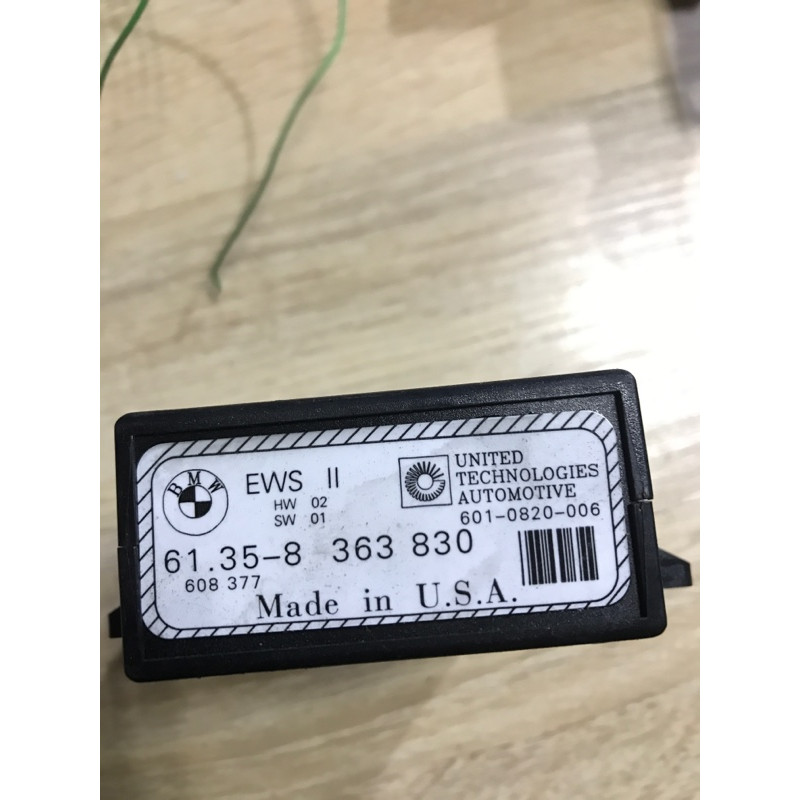 BMW
EWS II
HW 02
SW 01
UNITED
TECHNOLOGIES
AUTOMOTIVE
601-0820-006
61.35-8 363 830
608 377
Made in U.S.A.